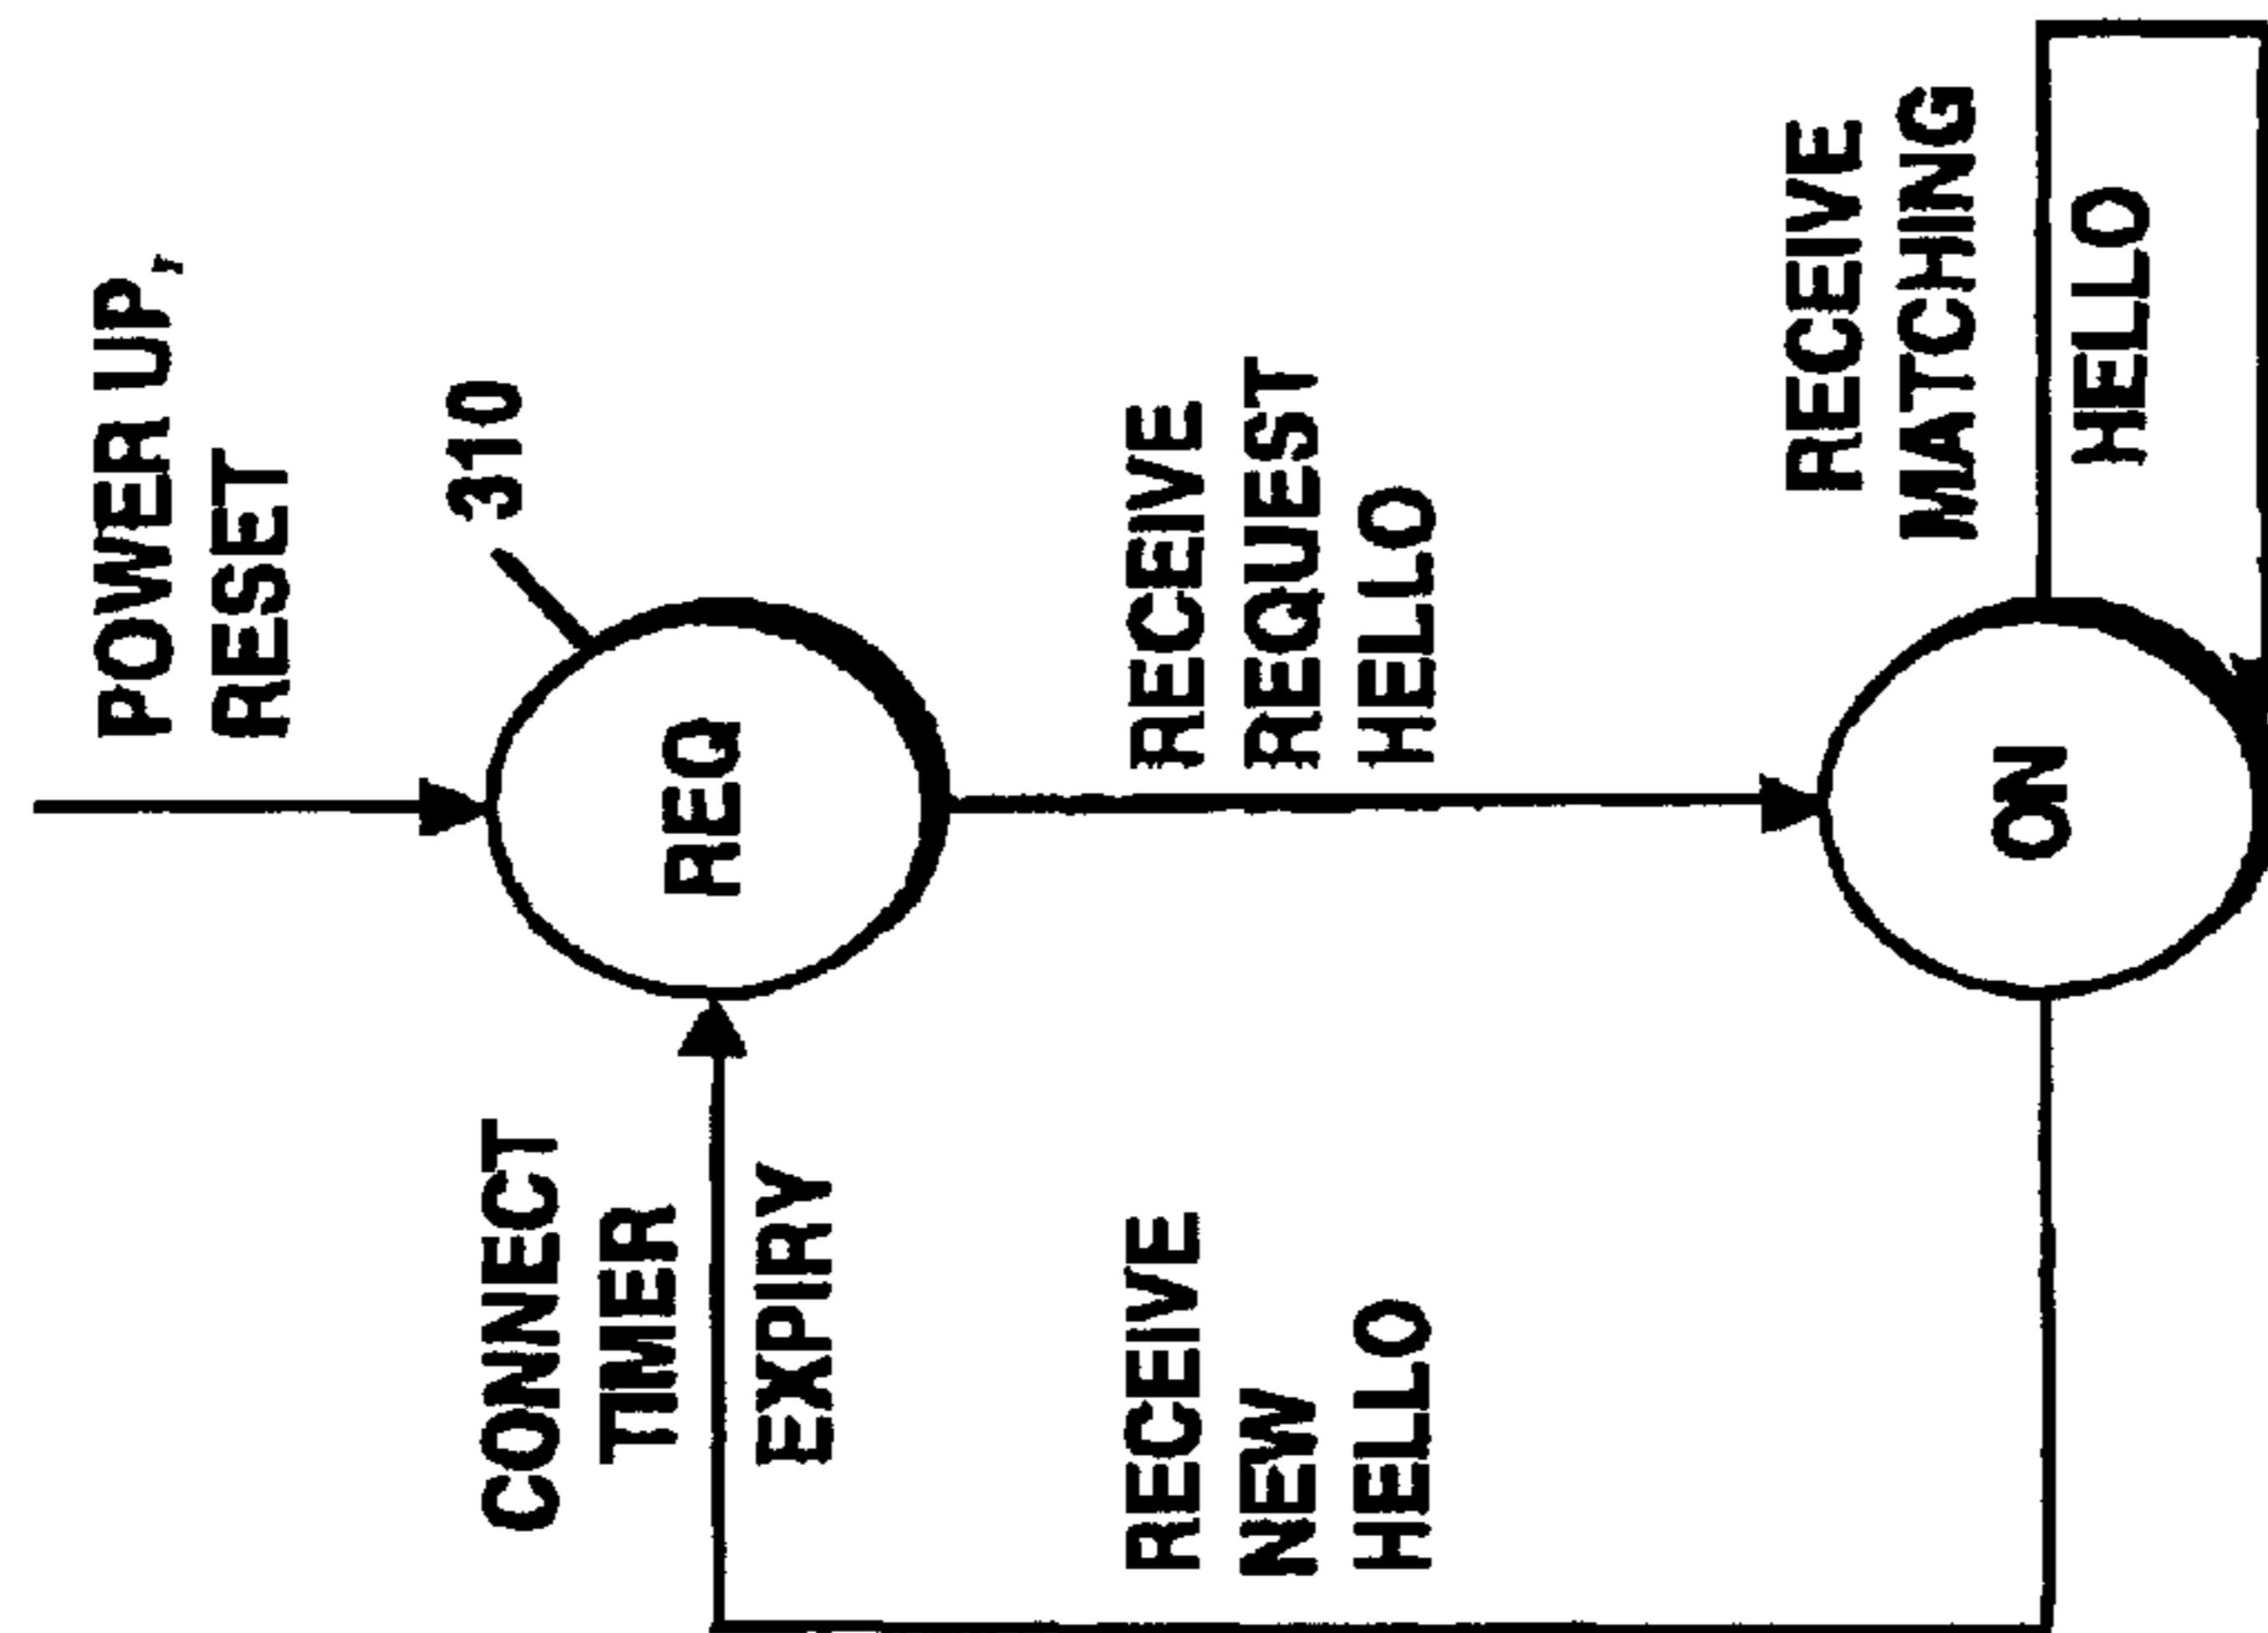 POWER UP,
RESET
310
REQ
CONNECT
TIMER
EXPIRY
RECEIVE
REQUEST
HELLO
RECEIVE
NEW
HELLO
RECEIVE
MATCHING
HELLO
ON